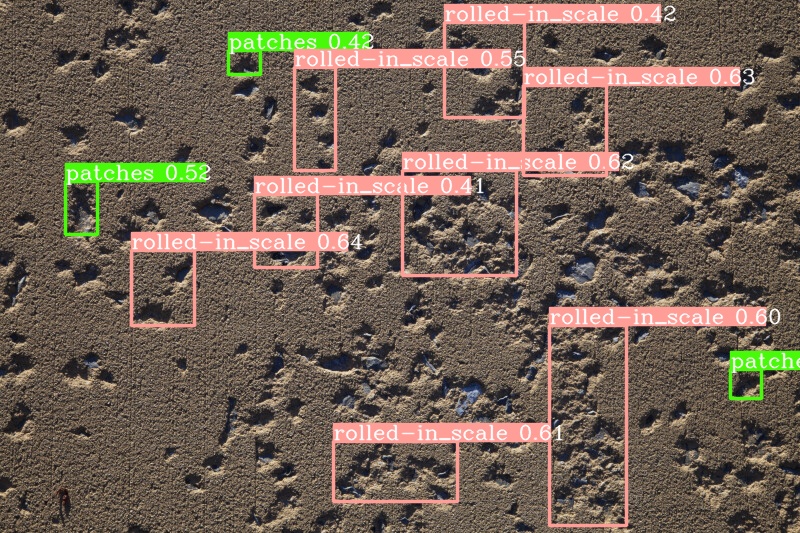 rolled-in_scale 0.42
patches 0.43
rolled-in_scale 0.55
rolled-in_scale 0.63
rolled-in_scale 0.62
patches 0.52
rolled-in_scale 0.41
rolled-in_scale 0.64
rolled-in_scale 0.60
patche
rolled-in_scale 0.61